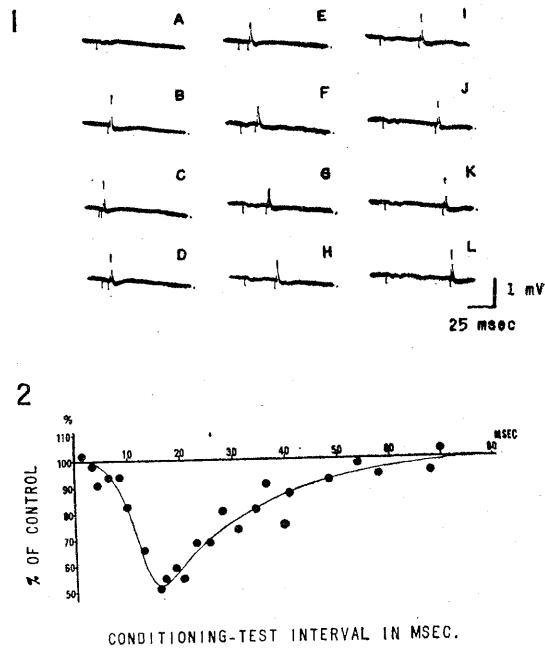 1
A E I
B F J
C G K
D H L
1 mV
25 msec
2
%
MSEC
110
10 20 30 40 50 60 70 80
100
90
80
70
60
50
% OF CONTROL
CONDITIONING-TEST INTERVAL IN MSEC.